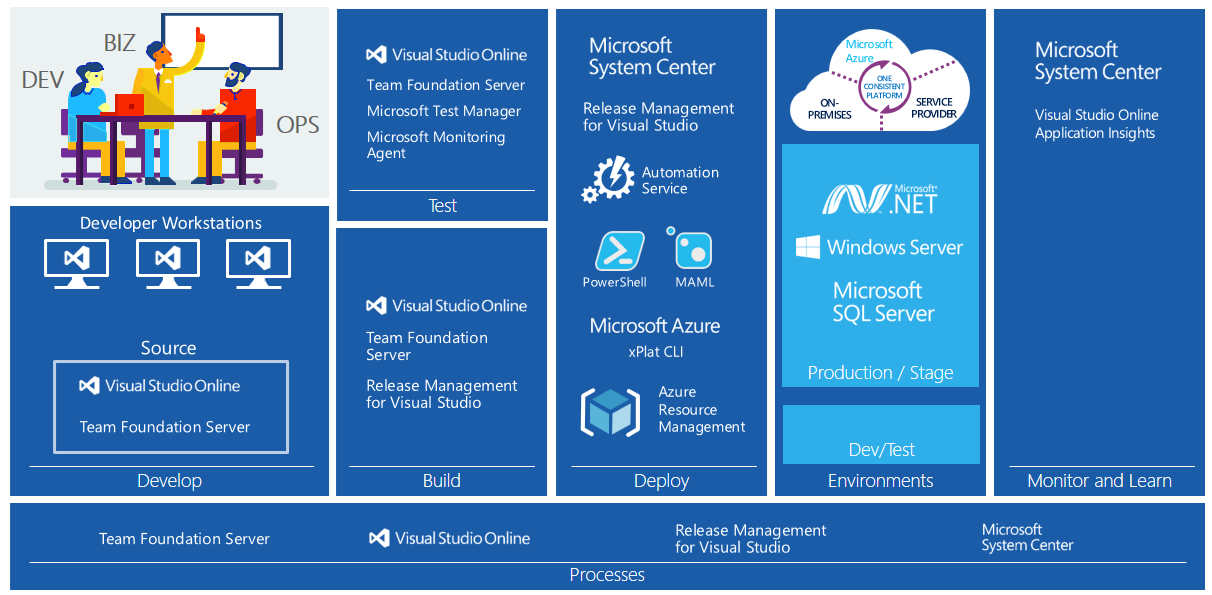 BIZ
DEV
OPS
Developer Workstations
Source
Visual Studio Online
Team Foundation Server
Develop
Visual Studio Online
Team Foundation Server
Microsoft Test Manager
Microsoft Monitoring
Agent
Test
Visual Studio Online
Team Foundation
Server
Release Management
for Visual Studio
Build
Microsoft
System Center
Release Management
for Visual Studio
Automation
Service
PowerShell
MAML
Microsoft Azure
xPlat CLI
Azure
Resource
Management
Deploy
Microsoft
Azure
ONE
CONSISTENT
PLATFORM
ON-
PREMISES
SERVICE
PROVIDER
Microsoft®
.NET
Windows Server
Microsoft
SQL Server
Production / Stage
Dev/Test
Environments
Microsoft
System Center
Visual Studio Online
Application Insights
Monitor and Learn
Team Foundation Server
Visual Studio Online
Release Management
for Visual Studio
Microsoft
System Center
Processes